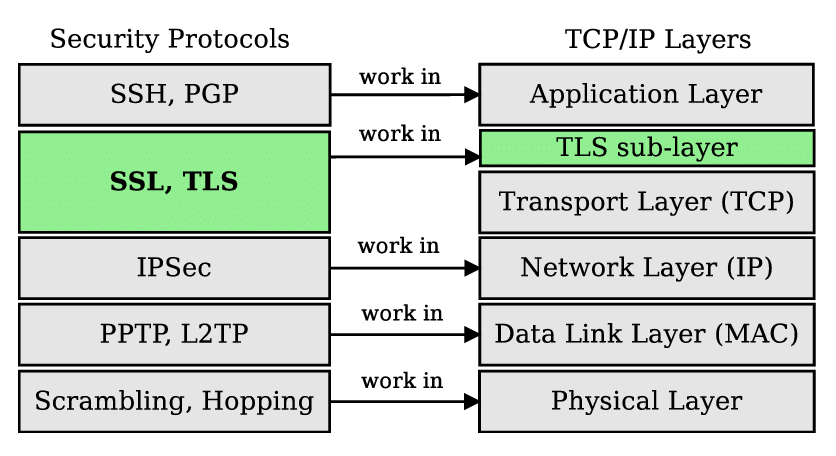 Security Protocols
TCP/IP Layers
SSH, PGP
work in
Application Layer
SSL, TLS
work in
TLS sub-layer
Transport Layer (TCP)
IPSec
work in
Network Layer (IP)
PPTP, L2TP
work in
Data Link Layer (MAC)
Scrambling, Hopping
work in
Physical Layer